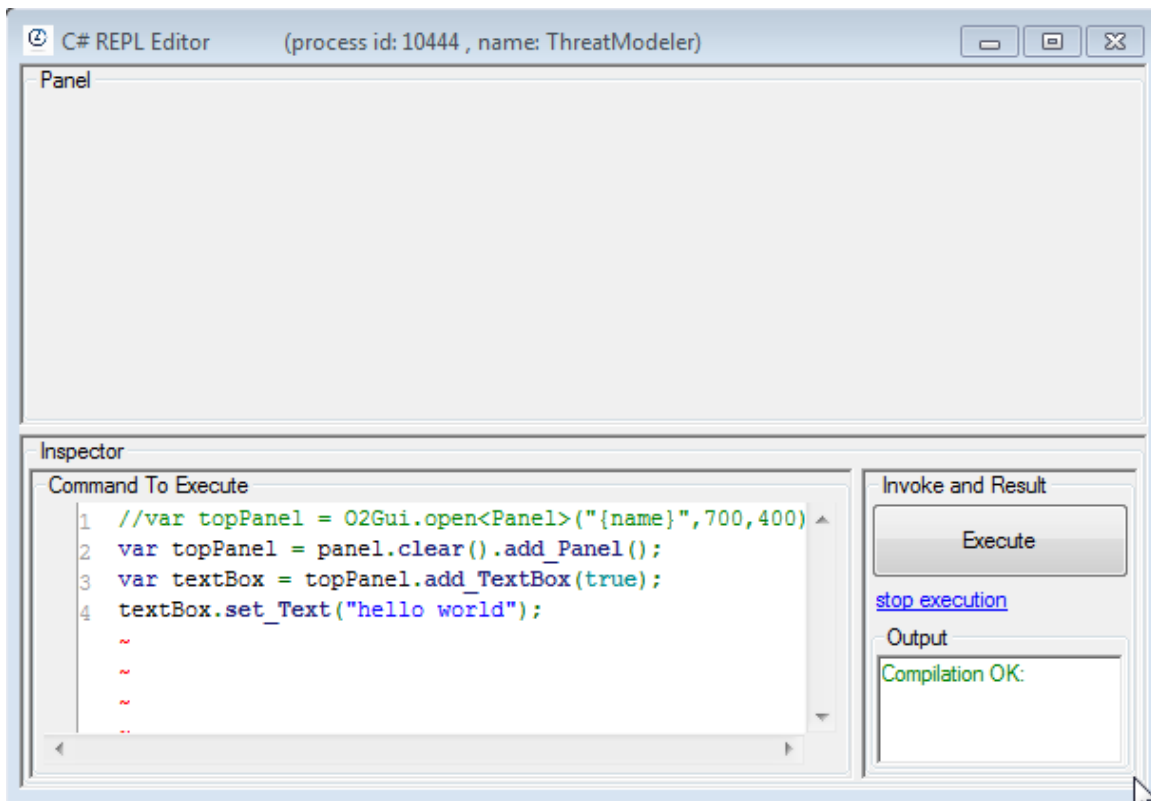 C# REPL Editor (process id: 10444 , name: ThreatModeler)
Panel
Inspector
Command To Execute
1 //var topPanel = O2Gui.open<Panel>("{name}",700,400)
2 var topPanel = panel.clear().add_Panel();
3 var textBox = topPanel.add_TextBox(true);
4 textBox.set_Text("hello world");
~
~
~
~
Invoke and Result
Execute
stop execution
Output
Compilation OK: